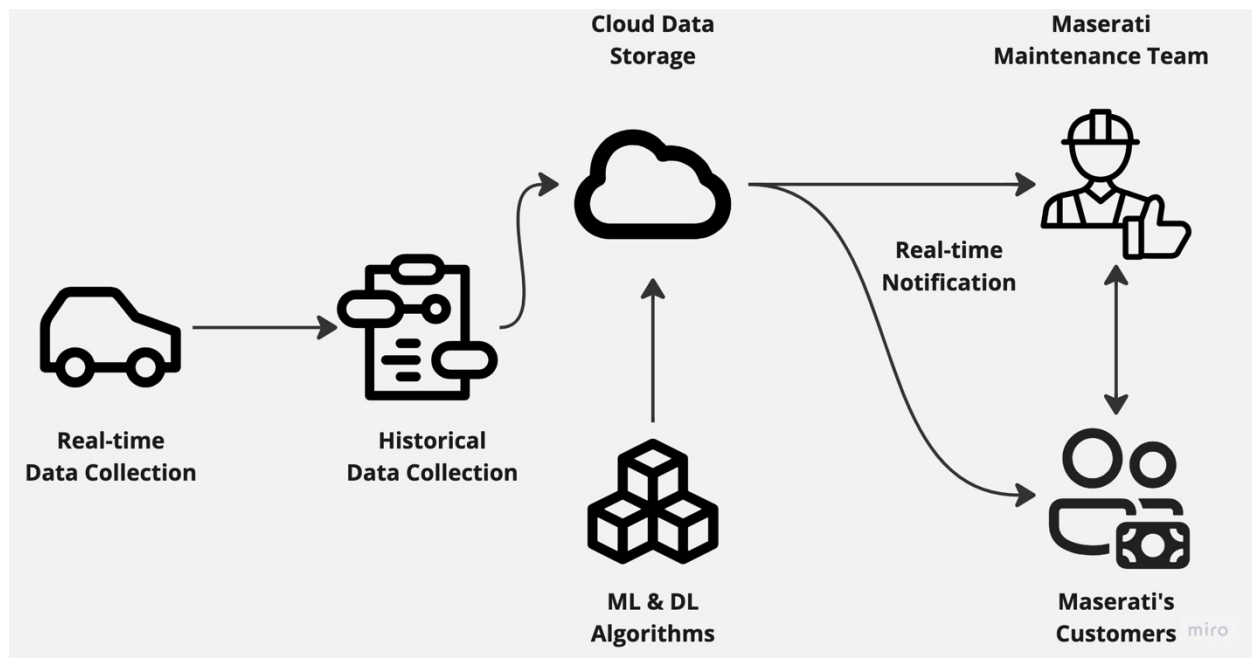 Cloud Data
Storage
Maserati
Maintenance Team
Real-time
Notification
Real-time
Data Collection
Historical
Data Collection
ML & DL
Algorithms
Maserati's
Customers
miro